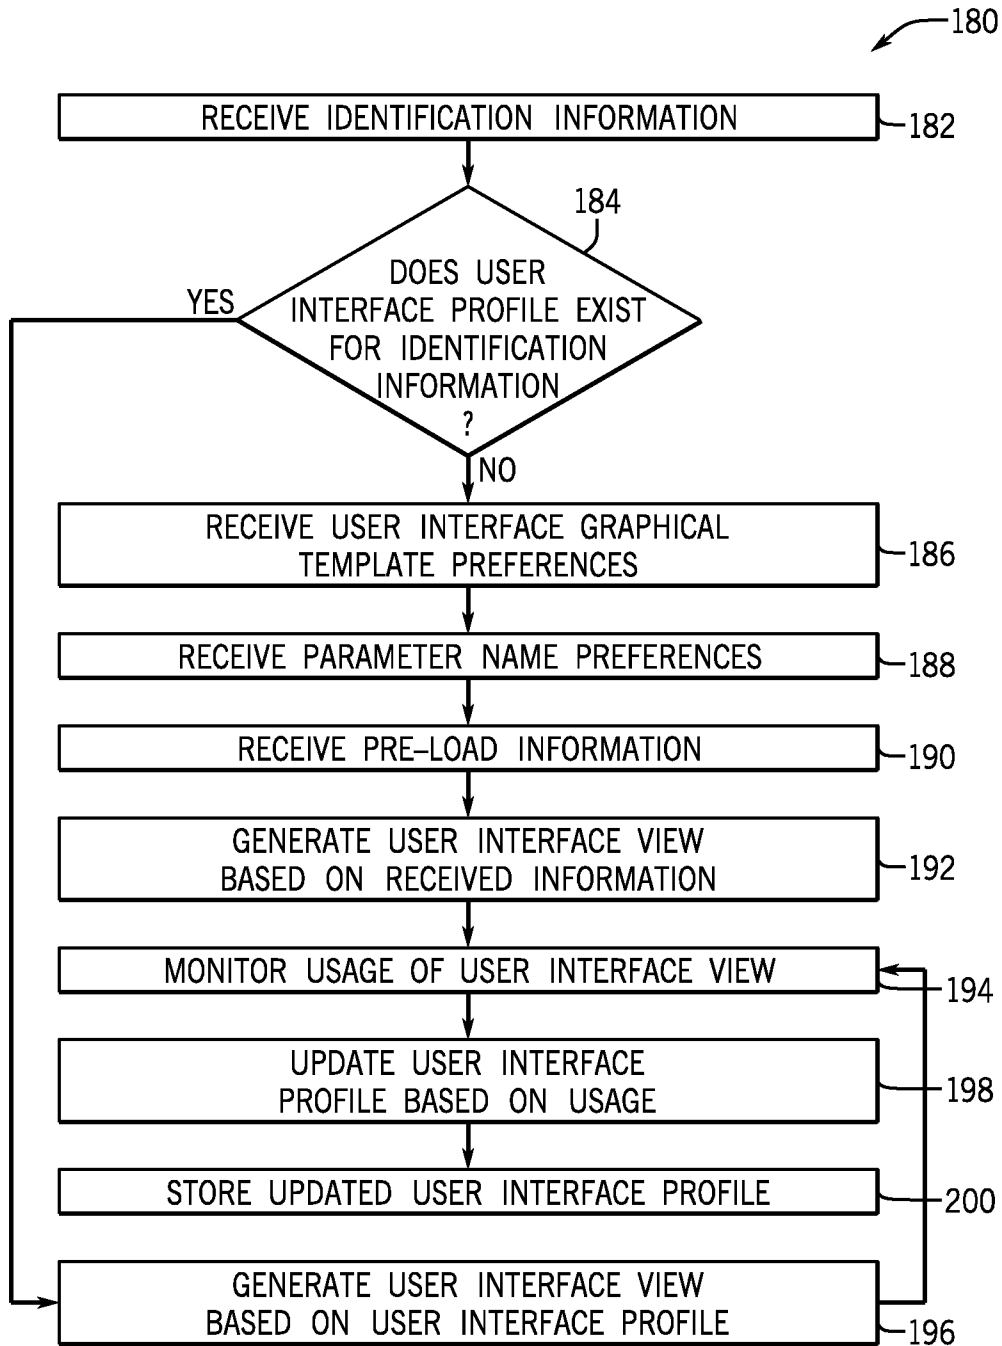 180
RECEIVE IDENTIFICATION INFORMATION
182
184
DOES USER
INTERFACE PROFILE EXIST
FOR IDENTIFICATION
INFORMATION
?
YES
NO
RECEIVE USER INTERFACE GRAPHICAL
TEMPLATE PREFERENCES
186
RECEIVE PARAMETER NAME PREFERENCES
188
RECEIVE PRE-LOAD INFORMATION
190
GENERATE USER INTERFACE VIEW
BASED ON RECEIVED INFORMATION
192
MONITOR USAGE OF USER INTERFACE VIEW
194
UPDATE USER INTERFACE
PROFILE BASED ON USAGE
198
STORE UPDATED USER INTERFACE PROFILE
200
GENERATE USER INTERFACE VIEW
BASED ON USER INTERFACE PROFILE
196